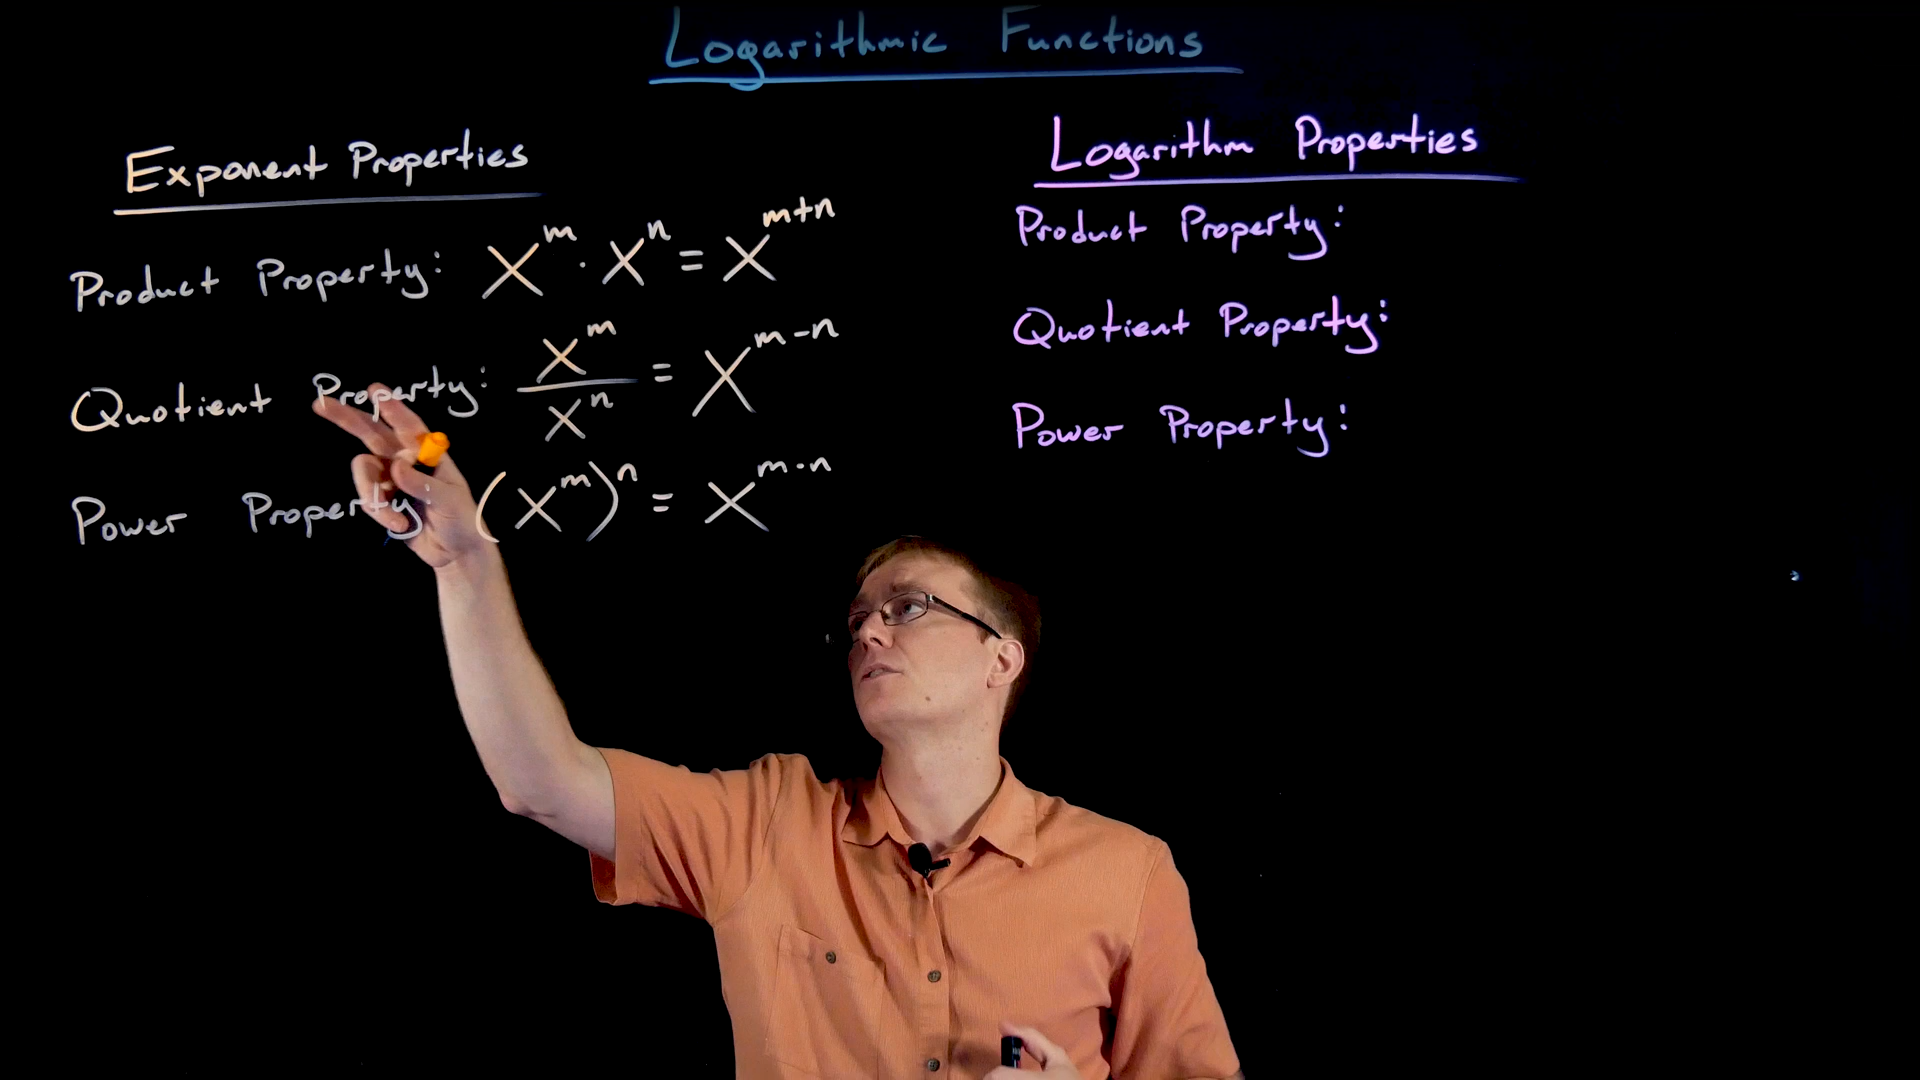 Logarithmic Functions
Exponent Properties
Product Property: x^m · x^n = x^(m+n)
Quotient Property: x^m / x^n = x^(m-n)
Power Property: (x^m)^n = x^(m·n)
Logarithm Properties
Product Property:
Quotient Property:
Power Property: